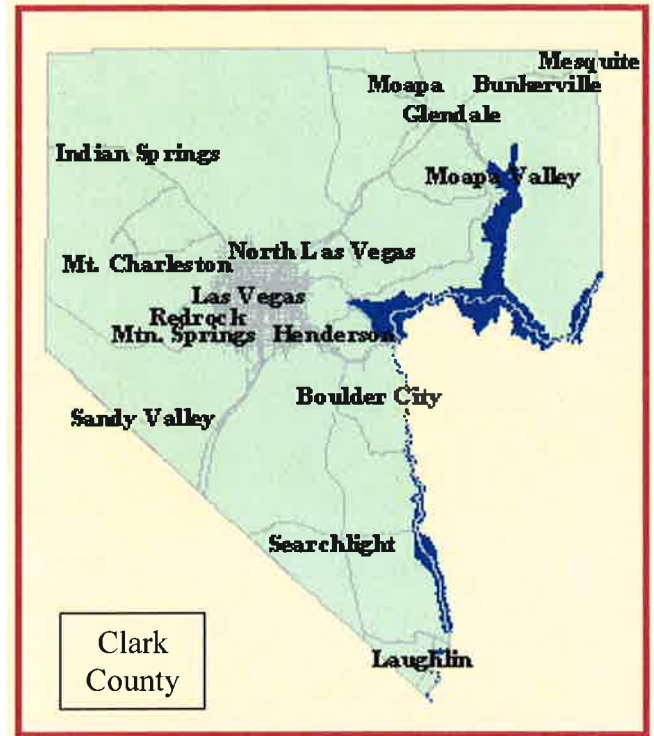 Mesquite
Moapa Bunkerville
Glendale
Indian Springs
Moapa Valley
North Las Vegas
Mt. Charleston
Las Vegas
Redrock
Mtn. Springs Henderson
Boulder City
Sandy Valley
Searchlight
Laughlin
Clark
County